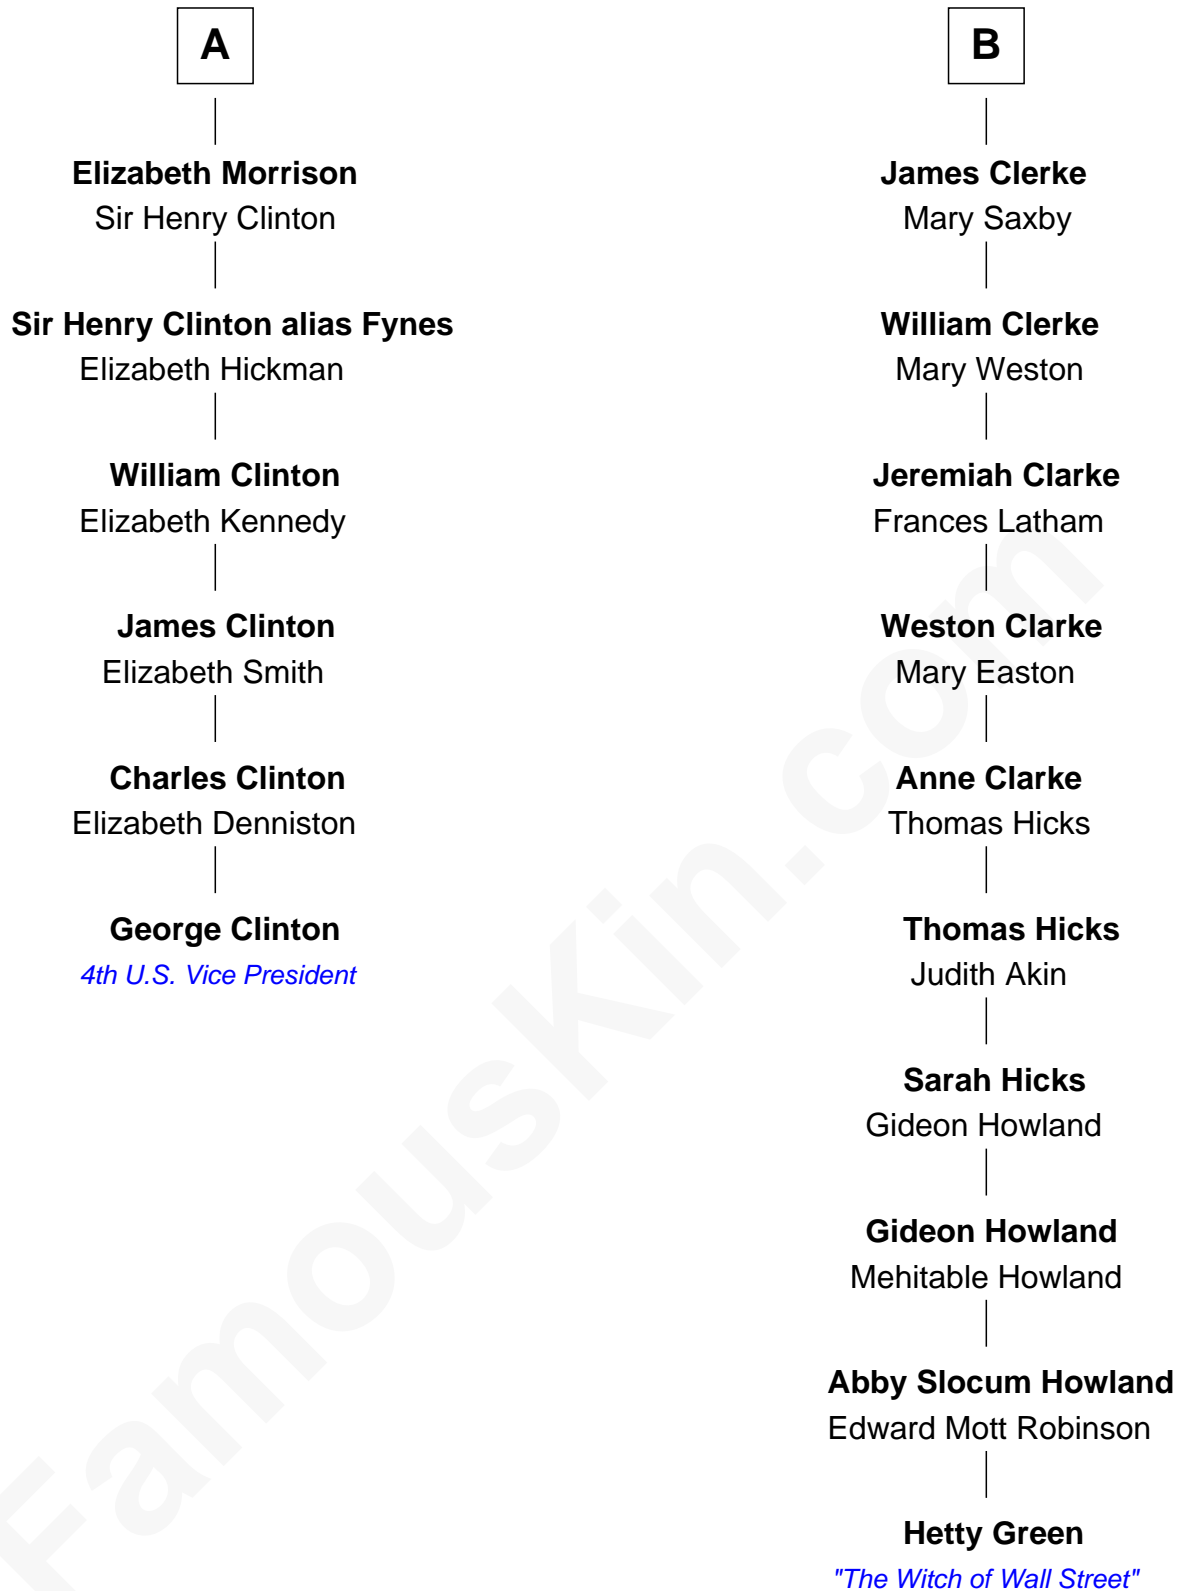 A
Elizabeth Morrison
Sir Henry Clinton
Sir Henry Clinton alias Fynes
Elizabeth Hickman
William Clinton
Elizabeth Kennedy
James Clinton
Elizabeth Smith
Charles Clinton
Elizabeth Denniston
George Clinton
4th U.S. Vice President
B
James Clerke
Mary Saxby
William Clerke
Mary Weston
Jeremiah Clarke
Frances Latham
Weston Clarke
Mary Easton
Anne Clarke
Thomas Hicks
Thomas Hicks
Judith Akin
Sarah Hicks
Gideon Howland
Gideon Howland
Mehitable Howland
Abby Slocum Howland
Edward Mott Robinson
Hetty Green
"The Witch of Wall Street"
FamousKin.com